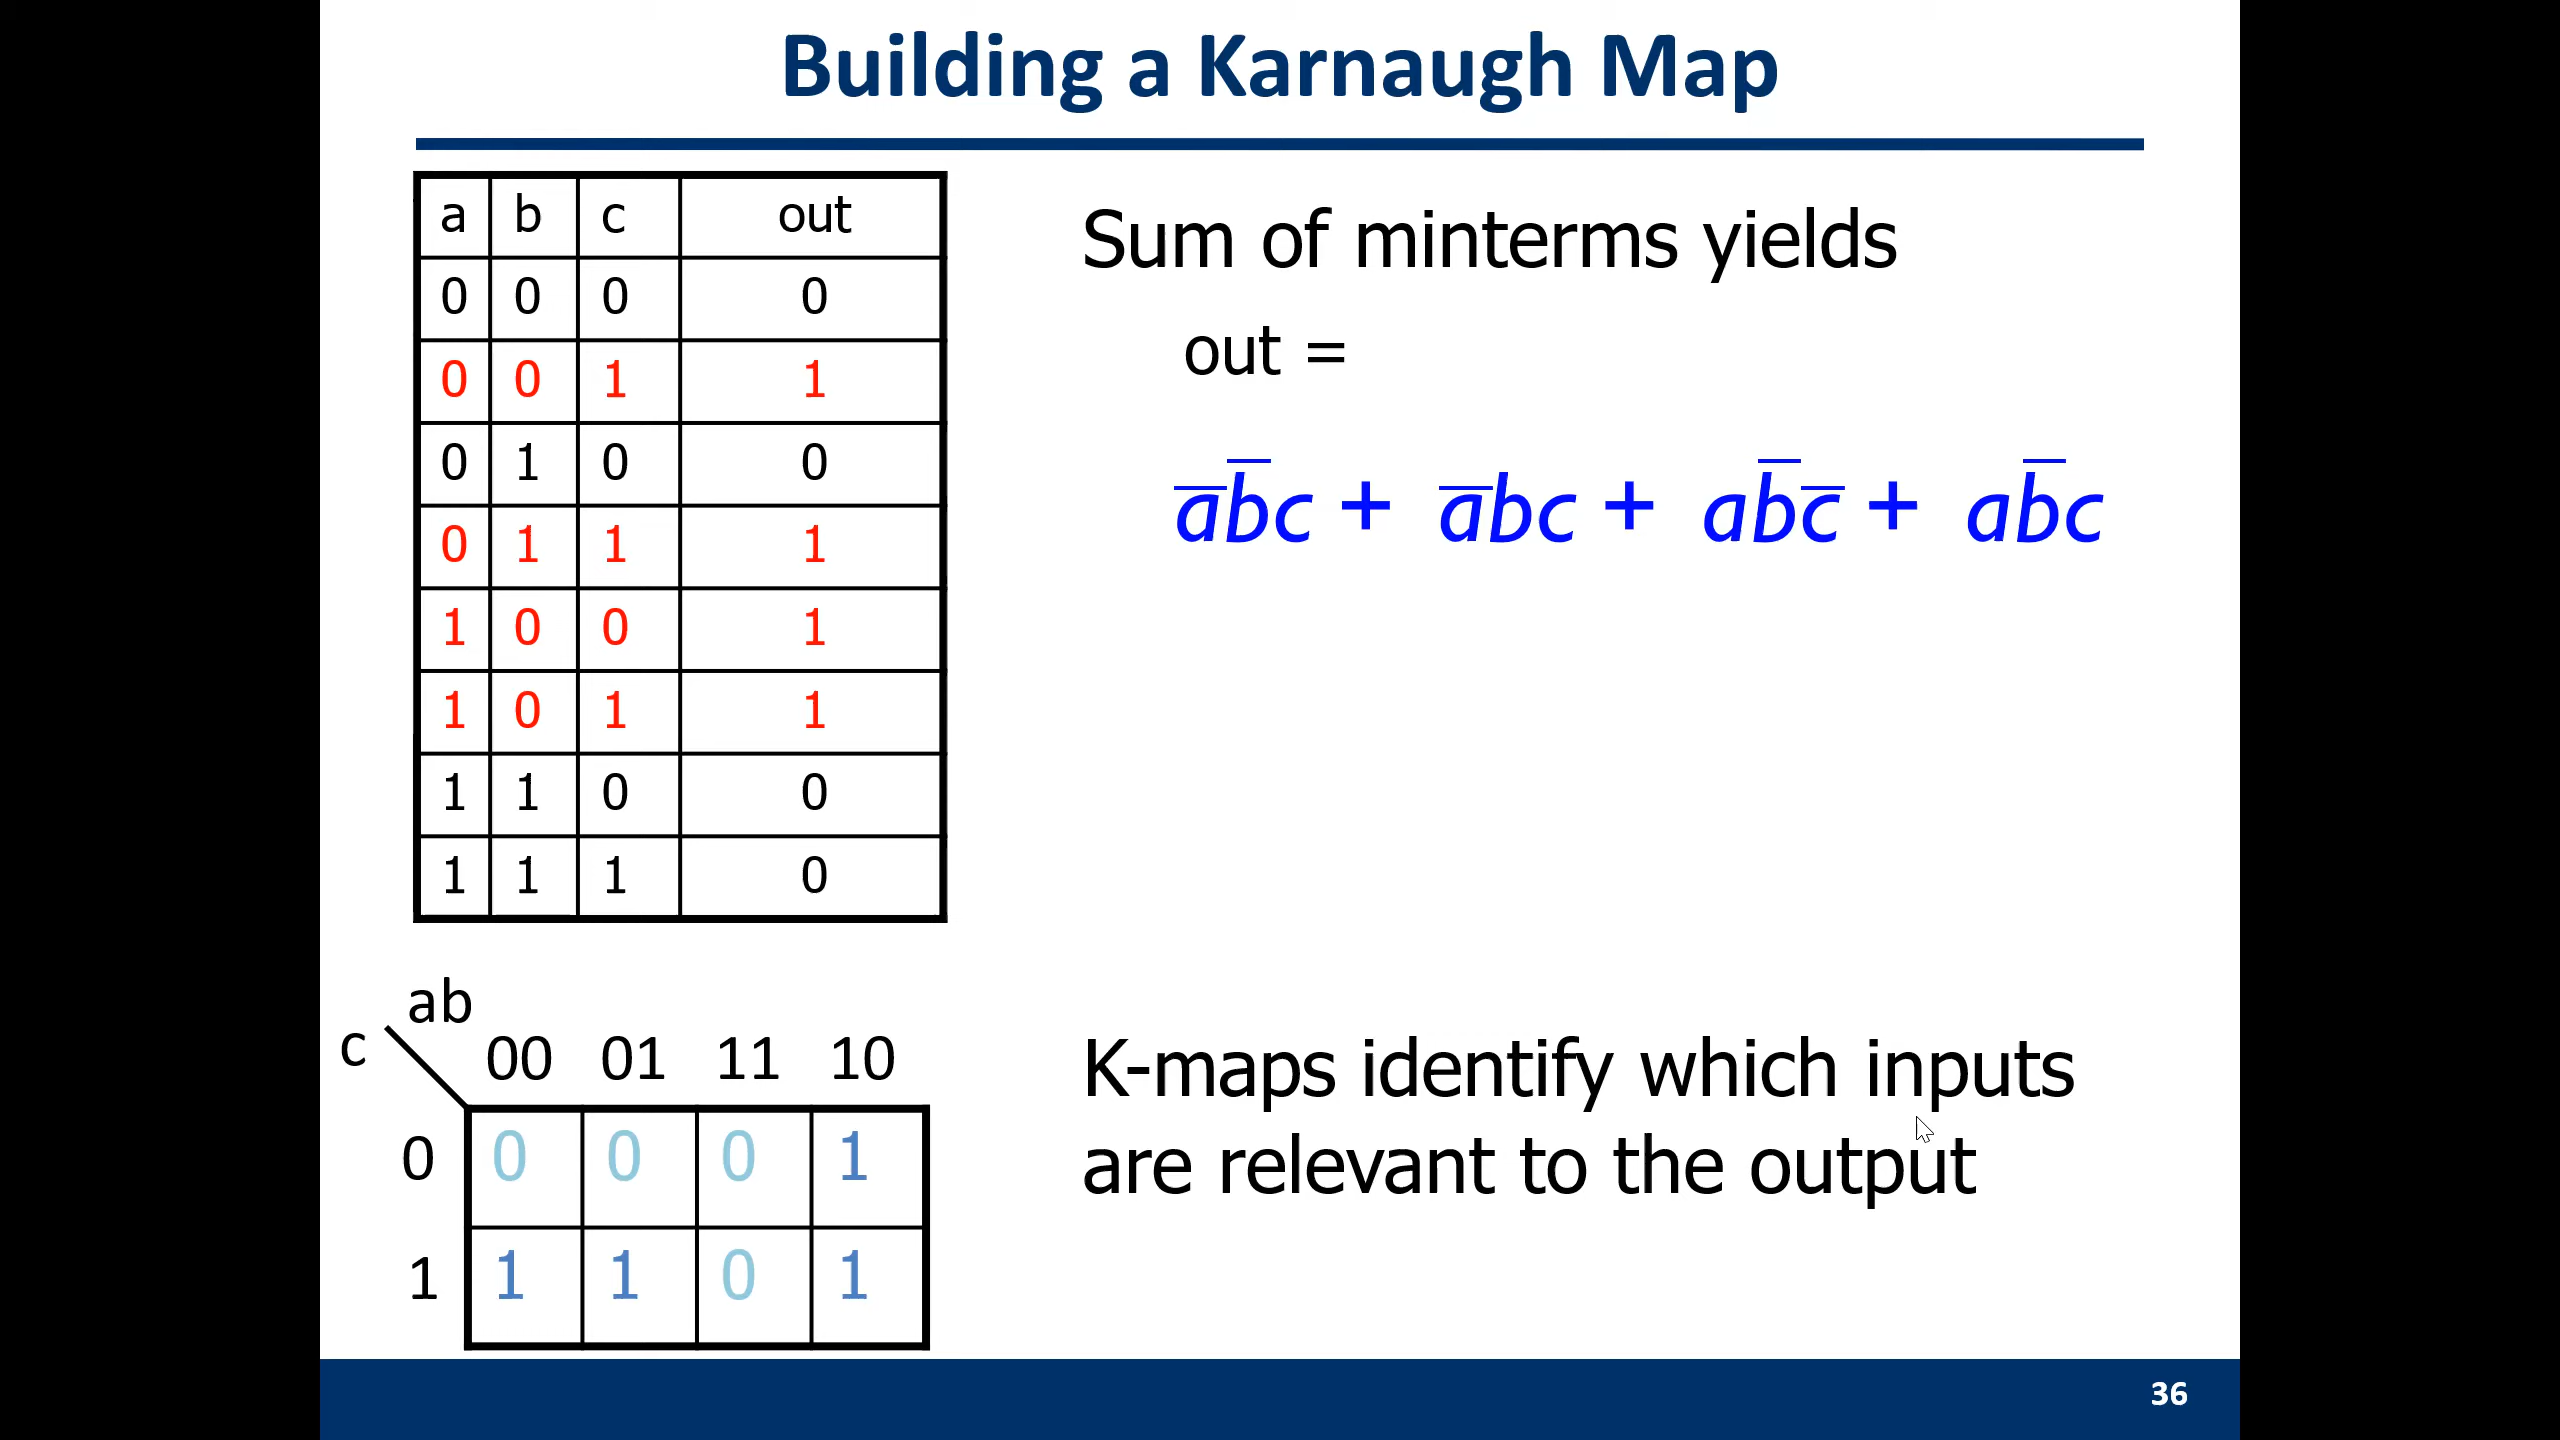 Building a Karnaugh Map
a b c out
0 0 0 0
0 0 1 1
0 1 0 0
0 1 1 1
1 0 0 1
1 0 1 1
1 1 0 0
1 1 1 0
Sum of minterms yields
out =
a̅b̅c + a̅bc + ab̅c̅ + ab̅c
ab
c 00 01 11 10
0 0 0 0 1
1 1 1 0 1
K-maps identify which inputs
are relevant to the output
36